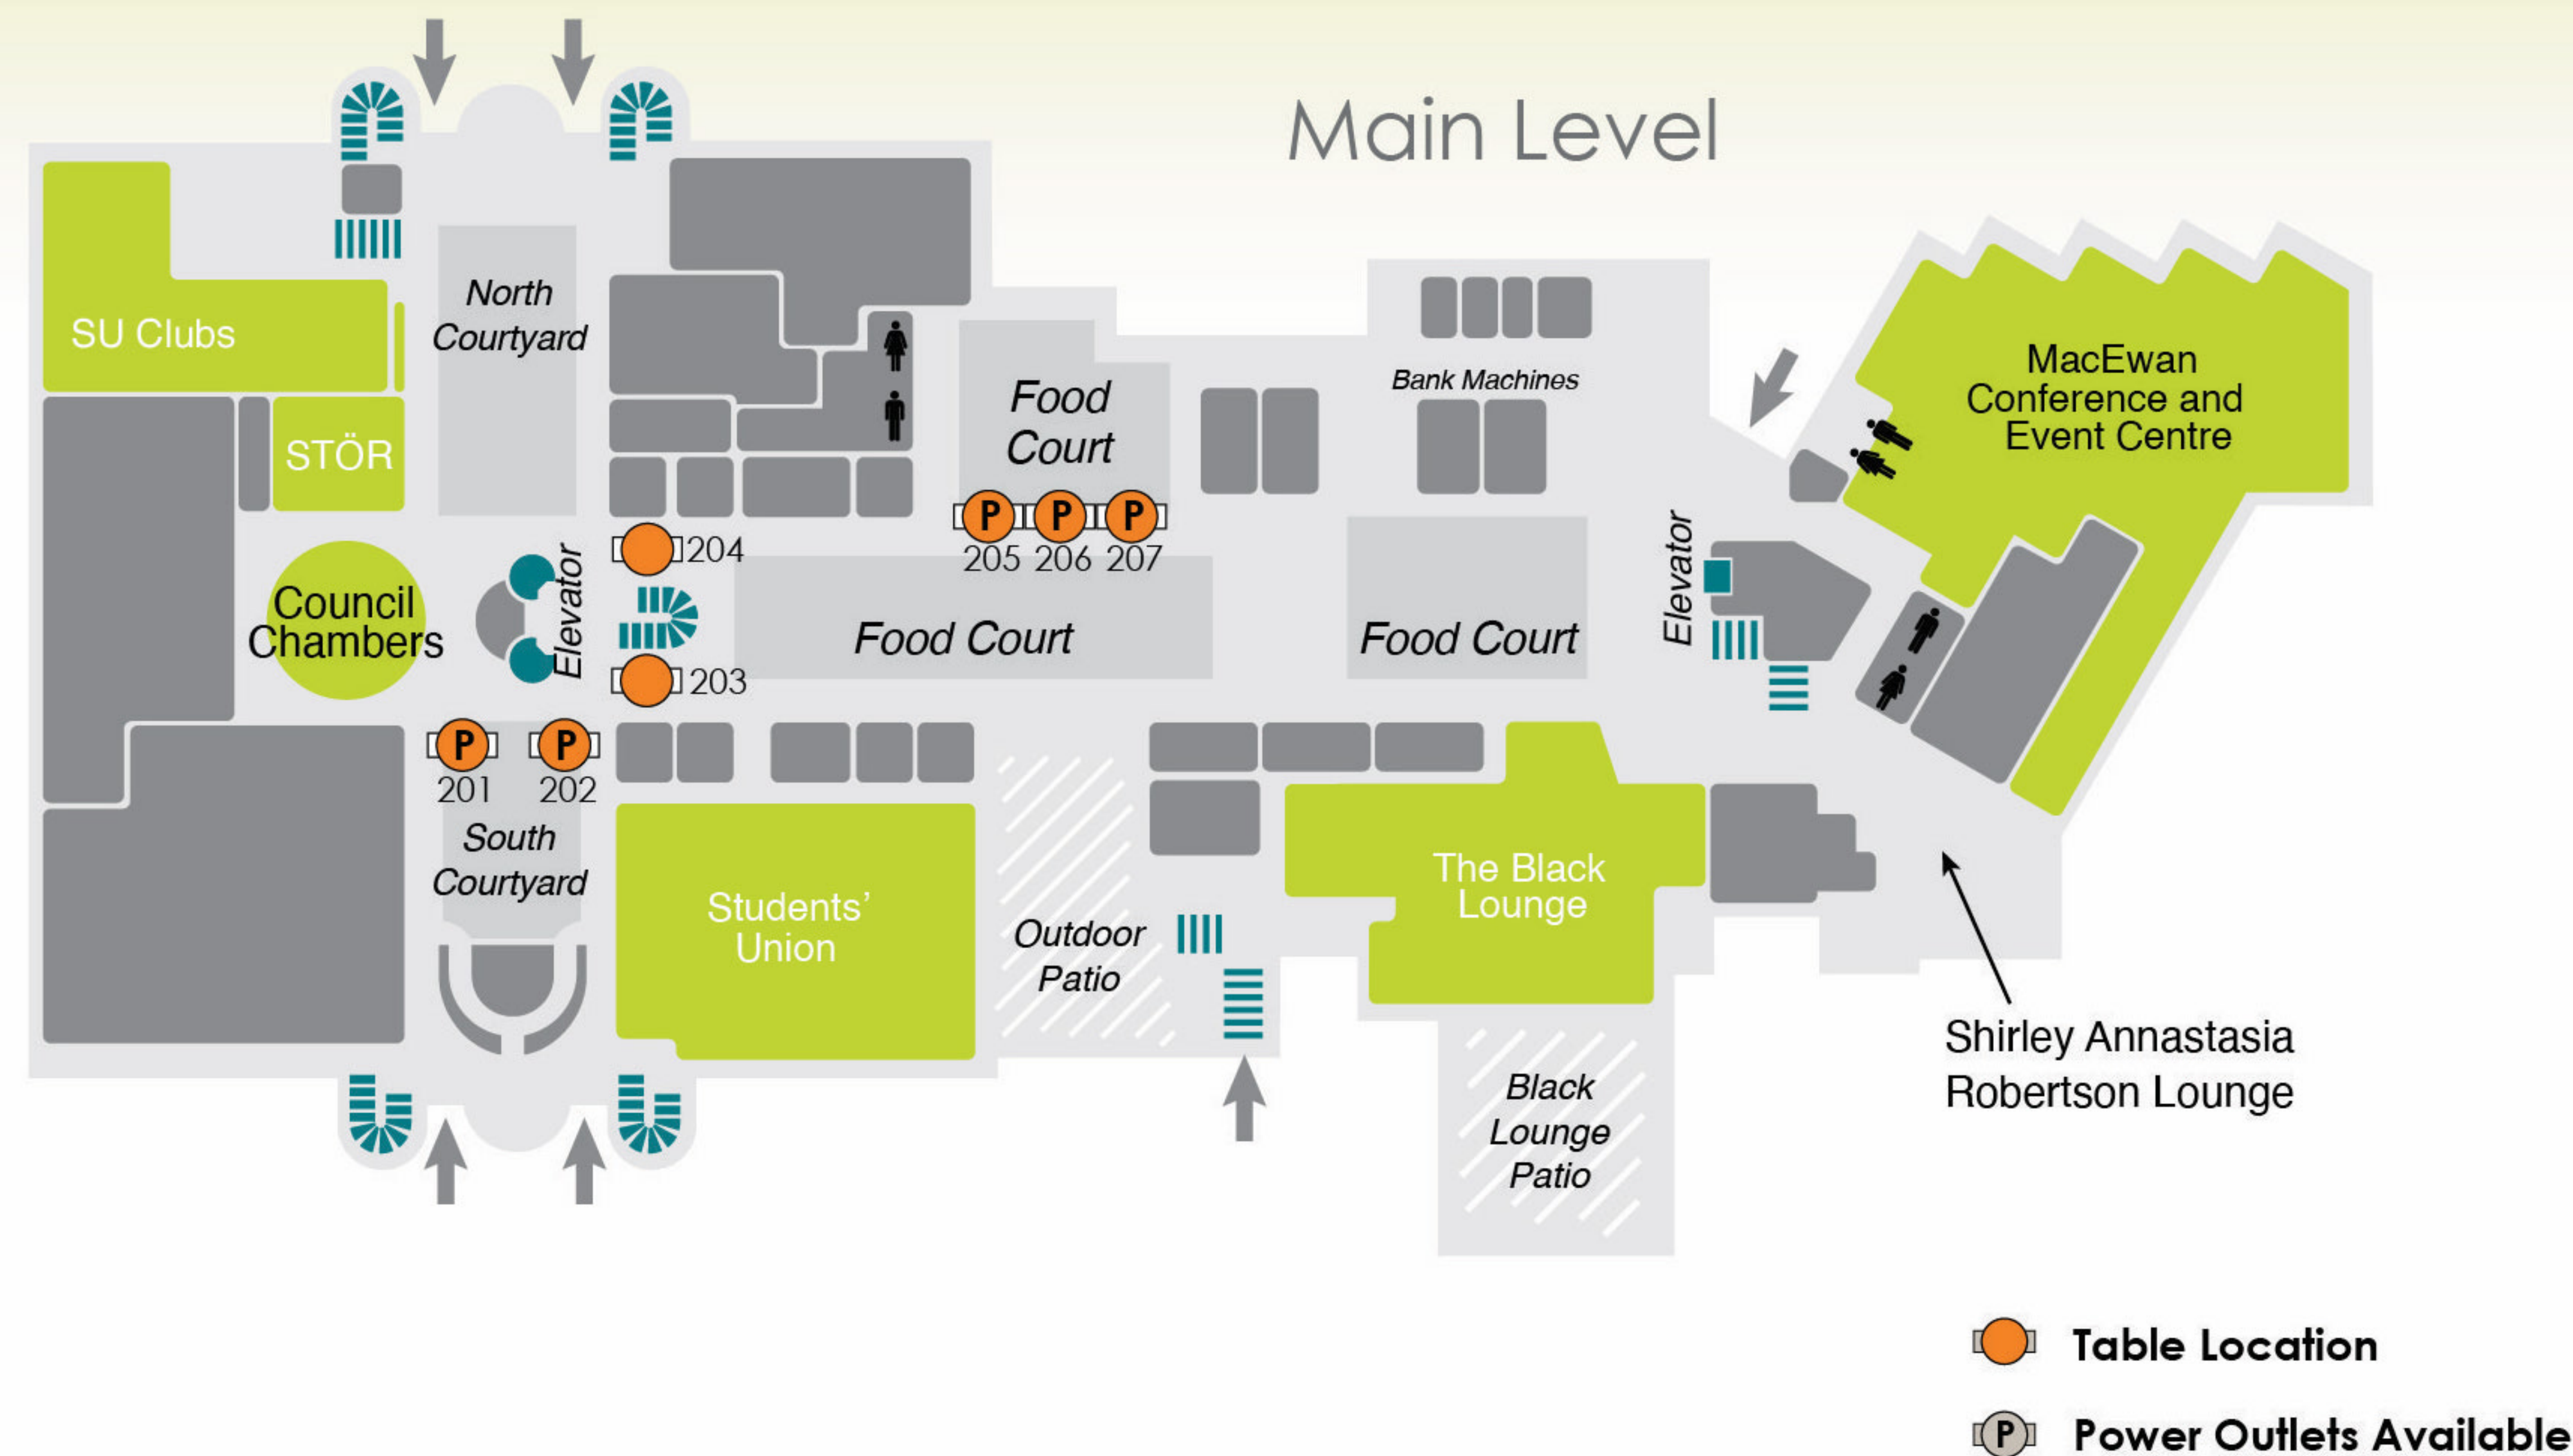 Main Level
SU Clubs
North
Courtyard
STÖR
Council
Chambers
Elevator
204
203
Food
Court
P
P
P
205
206
207
Food Court
Bank Machines
Food Court
Elevator
MacEwan
Conference and
Event Centre
P
P
201
202
South
Courtyard
Students’
Union
Outdoor
Patio
The Black
Lounge
Black
Lounge
Patio
Shirley Annastasia
Robertson Lounge
Table Location
P
Power Outlets Available